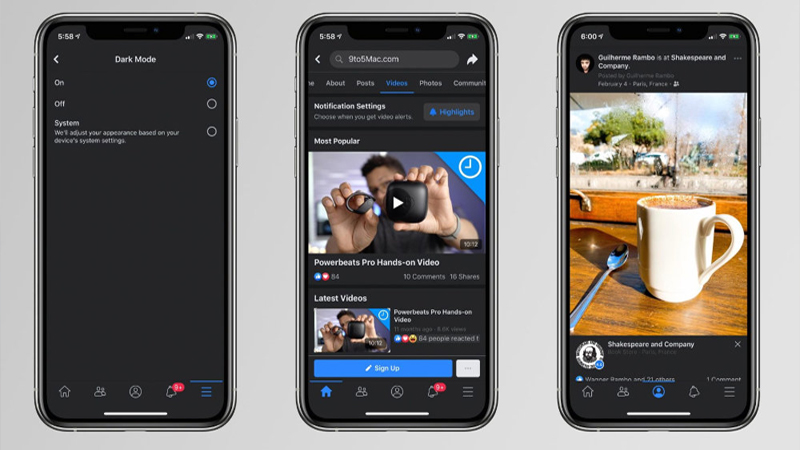 5:58
Dark Mode
On
Off
System
We'll adjust your appearance based on your
device's system settings.
9+
5:58
9to5Mac.com
me
About
Posts
Videos
Photos
Communit
Notification Settings
Choose when you get video alerts.
Highlights
Most Popular
10:12
Powerbeats Pro Hands-on Video
84
10 Comments
16 Shares
Latest Videos
Powerbeats Pro Hands-on
Video
11 months ago · 6.6K views
84 people reacted t
10:12
Sign Up
9+
6:00
Guilherme Rambo is at Shakespeare and
Company.
Posted by Guilherme Rambo
February 4 · Paris, France ·
Shakespeare and Company
Book Store · Paris, France
Wagner Rambo and 21 others
1 Comment